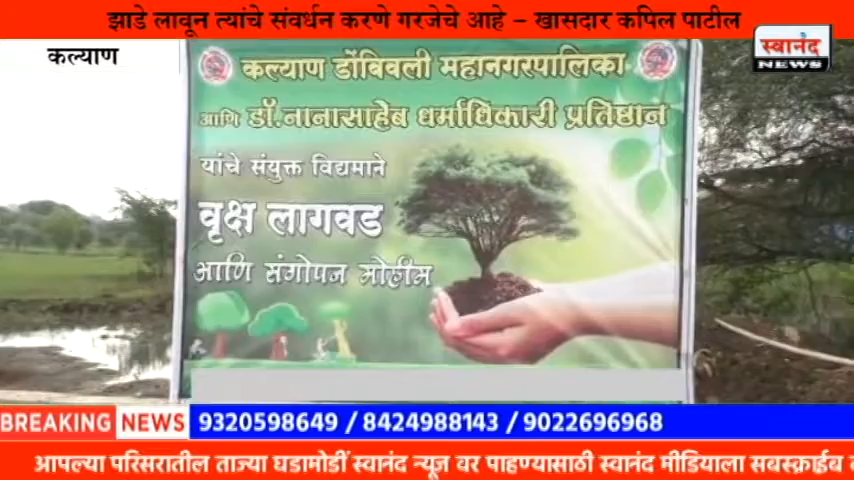 झाडे लावून त्यांचे संवर्धन करणे गरजेचे आहे – खासदार कपिल पाटील
स्वानंद
NEWS
कल्याण
कल्याण डोंबिवली महानगरपालिका
आणि डॉ.नानासाहेब धर्माधिकारी प्रतिष्ठान
यांचे संयुक्त विद्यमाने
वृक्ष लागवड
आणि संगोपन मोहीम
BREAKING NEWS 9320598649 / 8424988143 / 9022696968
आपल्या परिसरातील ताज्या घडामोडीं स्वानंद न्यूज वर पाहण्यासाठी स्वानंद मीडियाला सबस्क्राईब